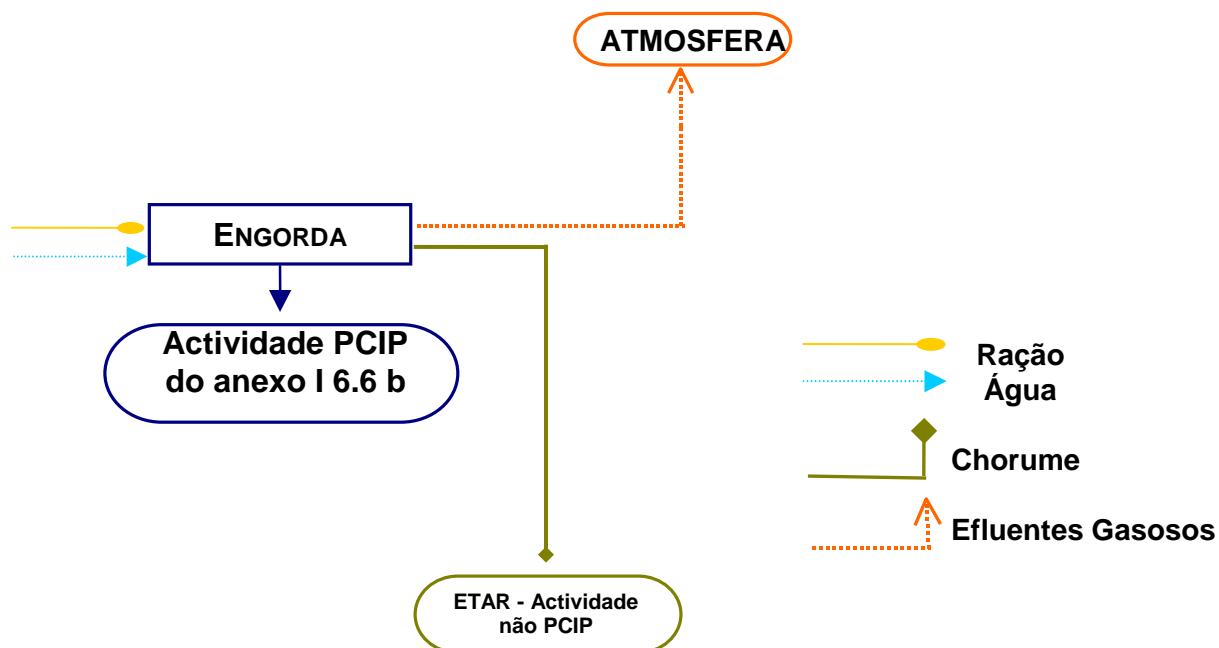 ATMOSFERA
ENGORDA
Actividade PCIP
do anexo I 6.6 b
Ração
Água
Chorume
Efluentes Gasosos
ETAR - Actividade
não PCIP